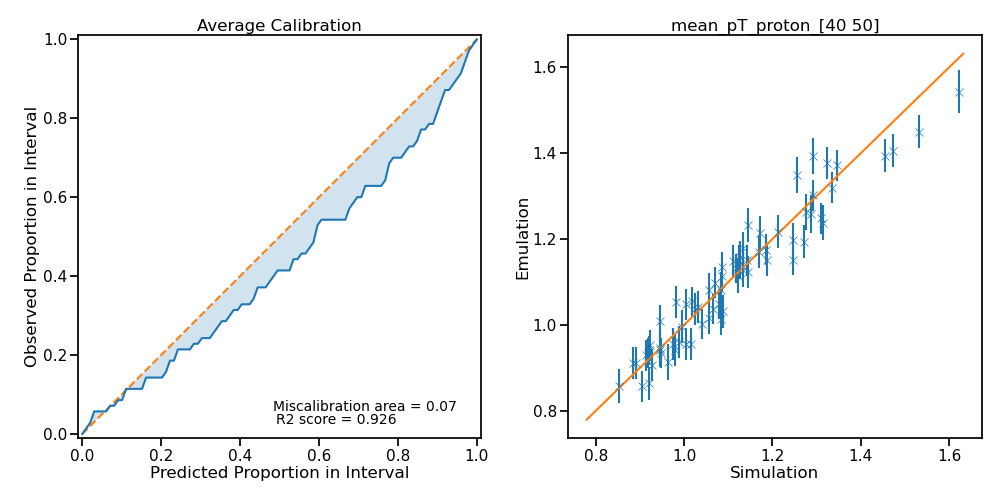 Average Calibration
1.0
0.8
0.6
0.4
0.2
0.0
Observed Proportion in Interval
Miscalibration area = 0.07
R2 score = 0.926
0.0 0.2 0.4 0.6 0.8 1.0
Predicted Proportion in Interval
mean_pT_proton_[40 50]
1.6
1.4
1.2
1.0
0.8
Emulation
0.8 1.0 1.2 1.4 1.6
Simulation